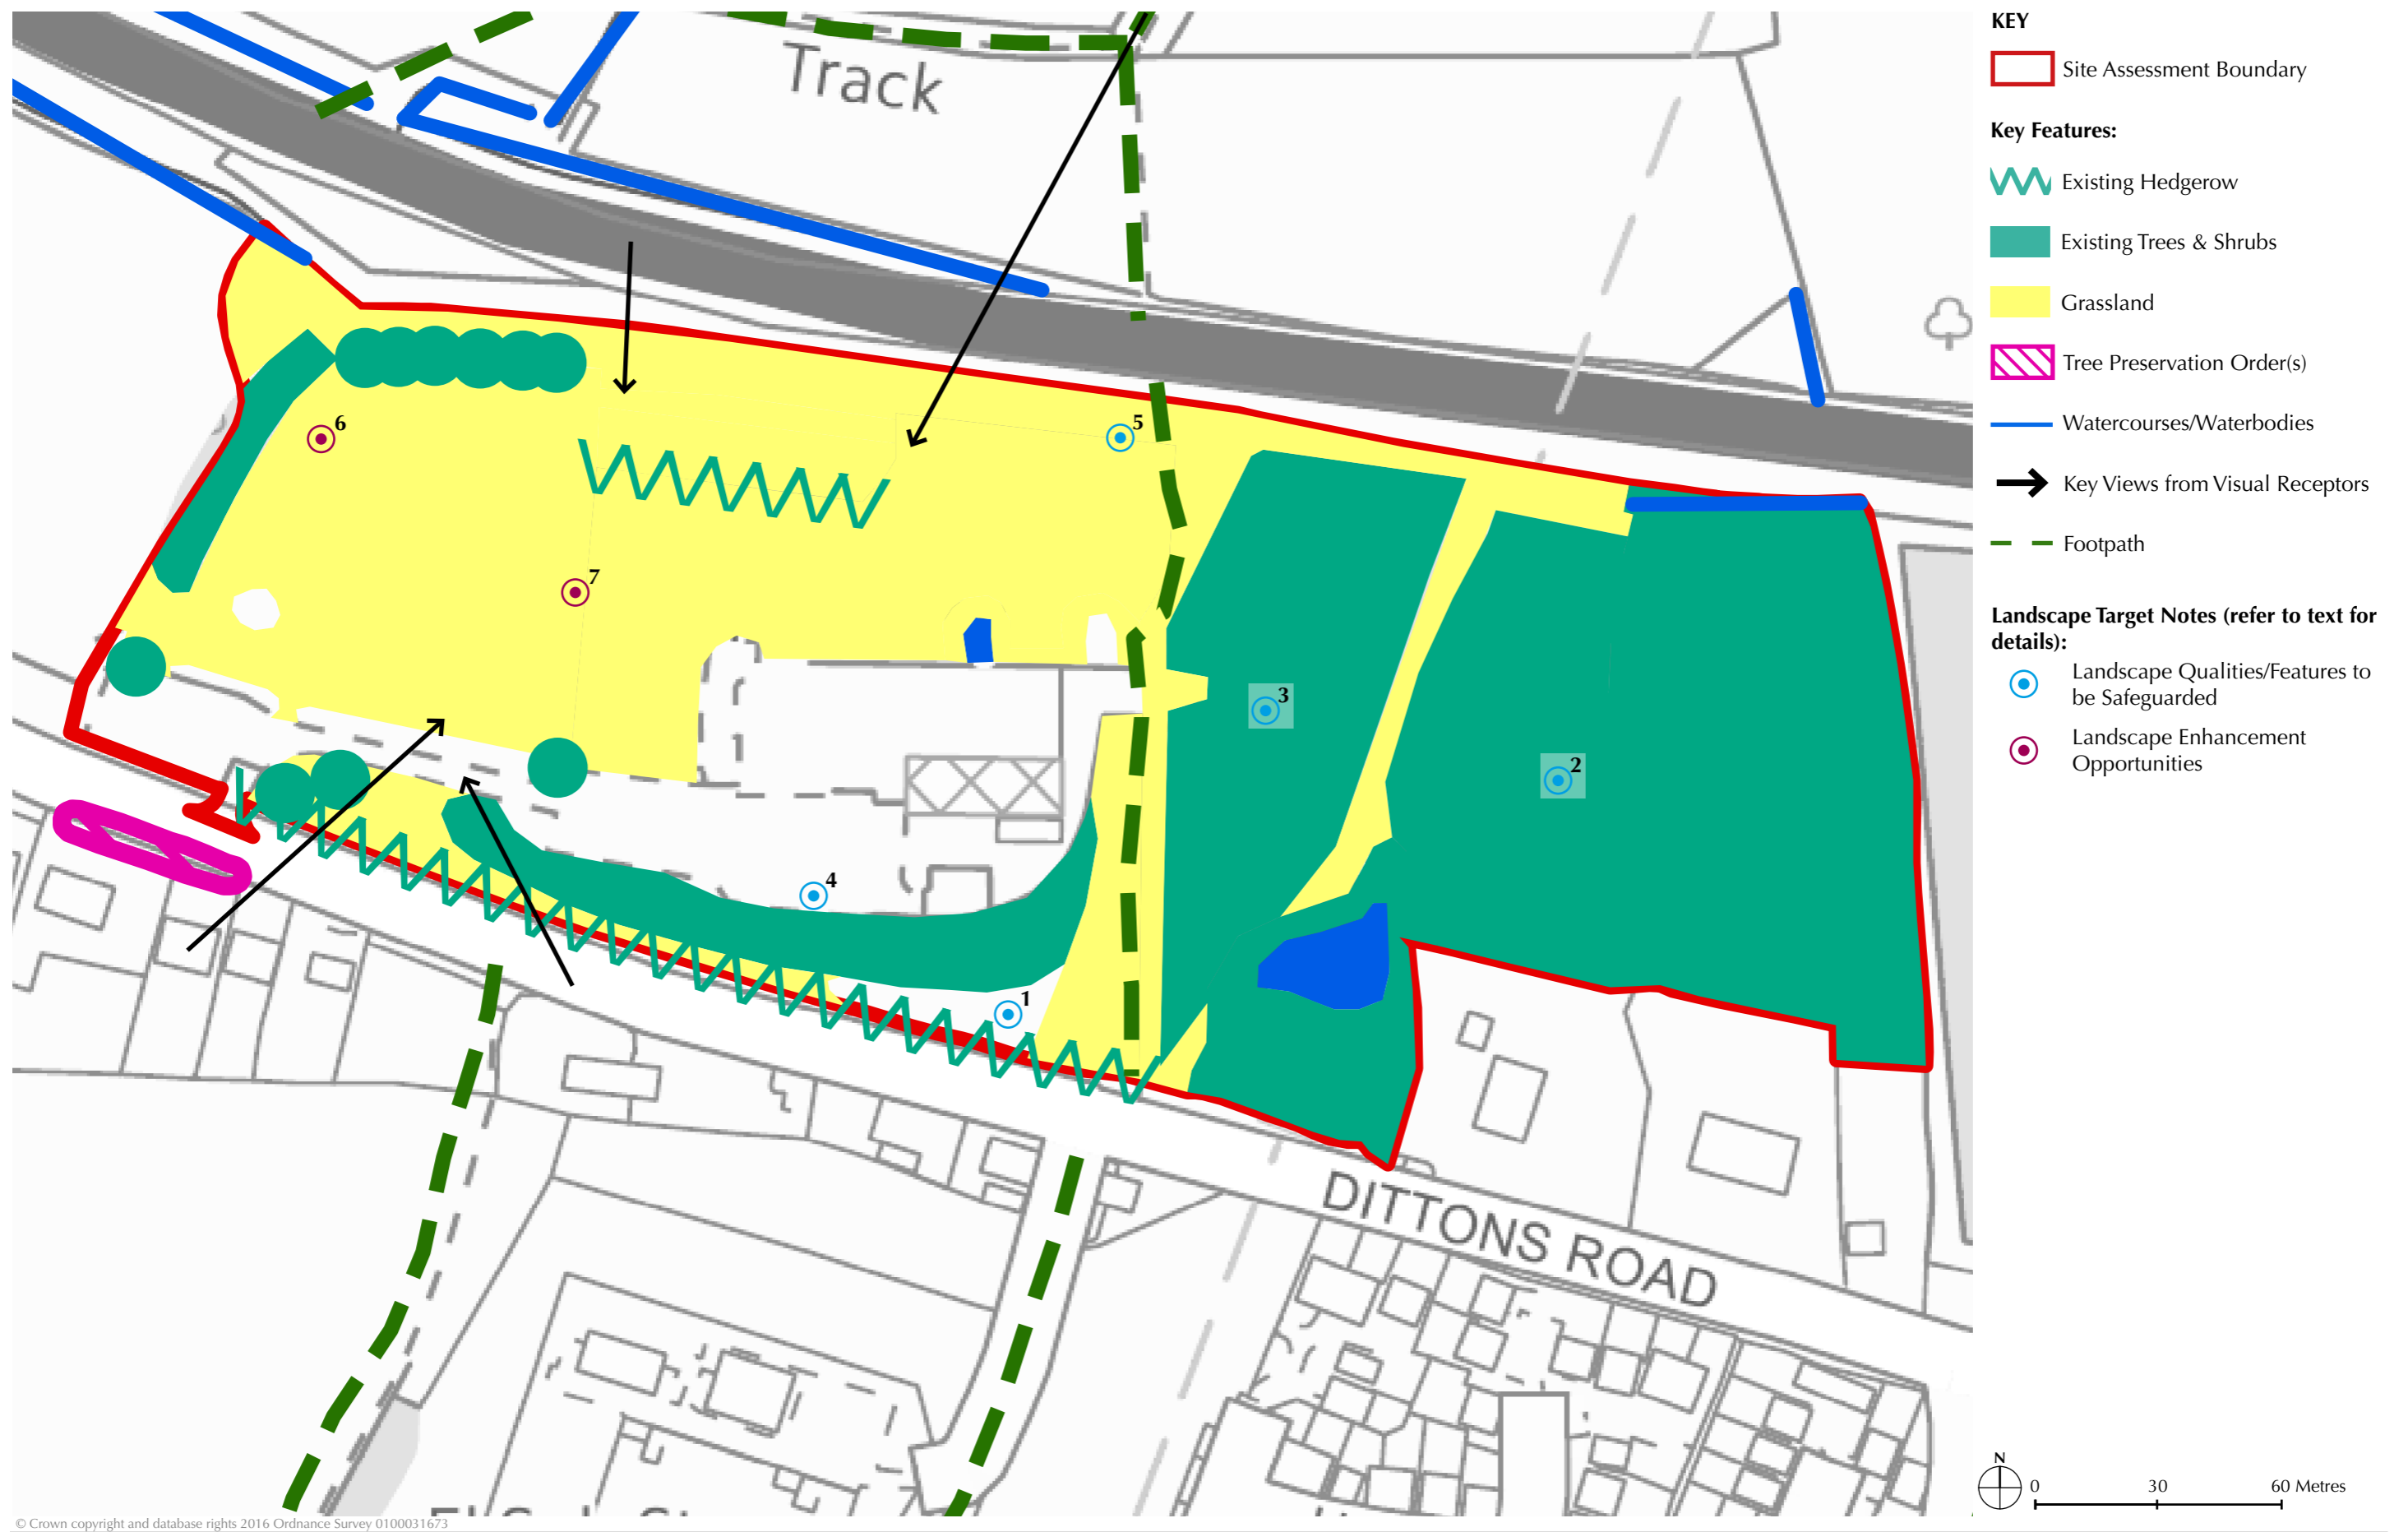 Track
6
5
7
3
2
4
1
DITTONS ROAD
© Crown copyright and database rights 2016 Ordnance Survey 0100031673
KEY
Site Assessment Boundary
Key Features:
Existing Hedgerow
Existing Trees & Shrubs
Grassland
Tree Preservation Order(s)
Watercourses/Waterbodies
Key Views from Visual Receptors
Footpath
Landscape Target Notes (refer to text for
details):
Landscape Qualities/Features to
be Safeguarded
Landscape Enhancement
Opportunities
N
0 30 60 Metres